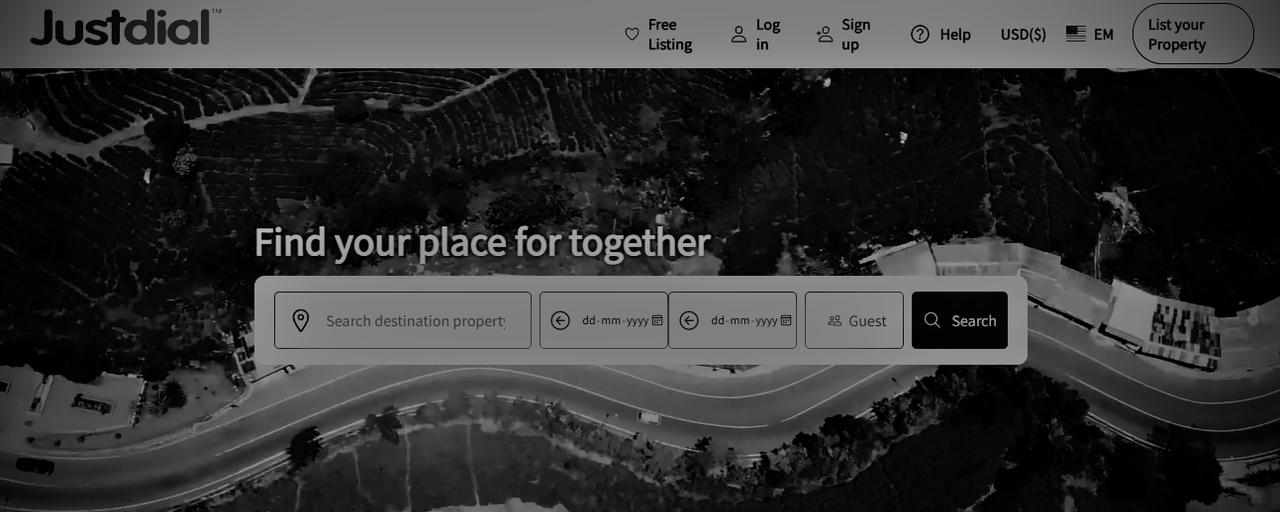 Justdial™
Free
Listing
Log
in
Sign
up
Help
USD($)
EM
List your
Property
Find your place for together
Search destination property
dd-mm-yyyy
dd-mm-yyyy
Guest
Search